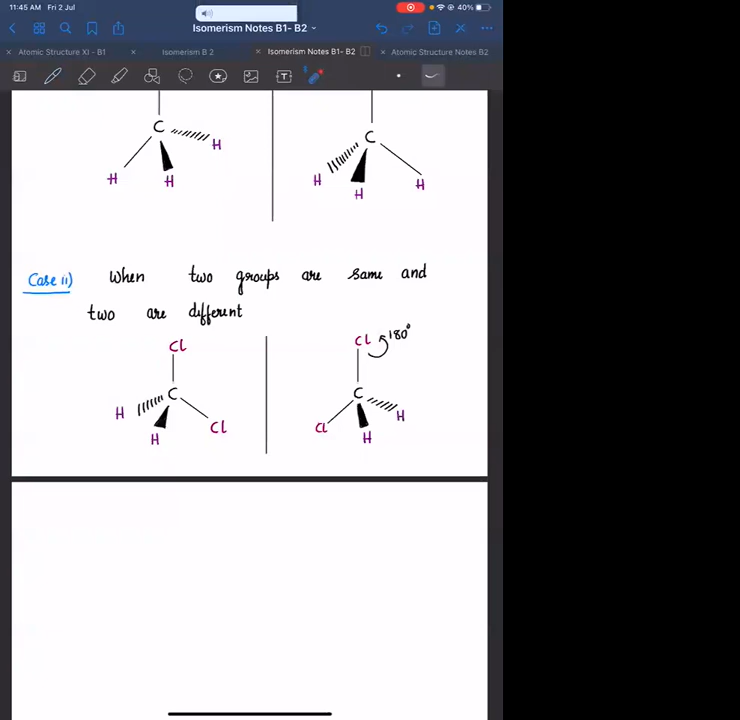 11:45 AM Fri 2 Jul
40%
Isomerism Notes B1- B2
Atomic Structure XI - B1
Isomerism B 2
Isomerism Notes B1- B2
Atomic Structure Notes B2
C
H
H
H
C
H
H
H
Case ii) When two groups are same and
two are different
Cl
C
H
H
Cl
Cl 180°
C
Cl
H
H